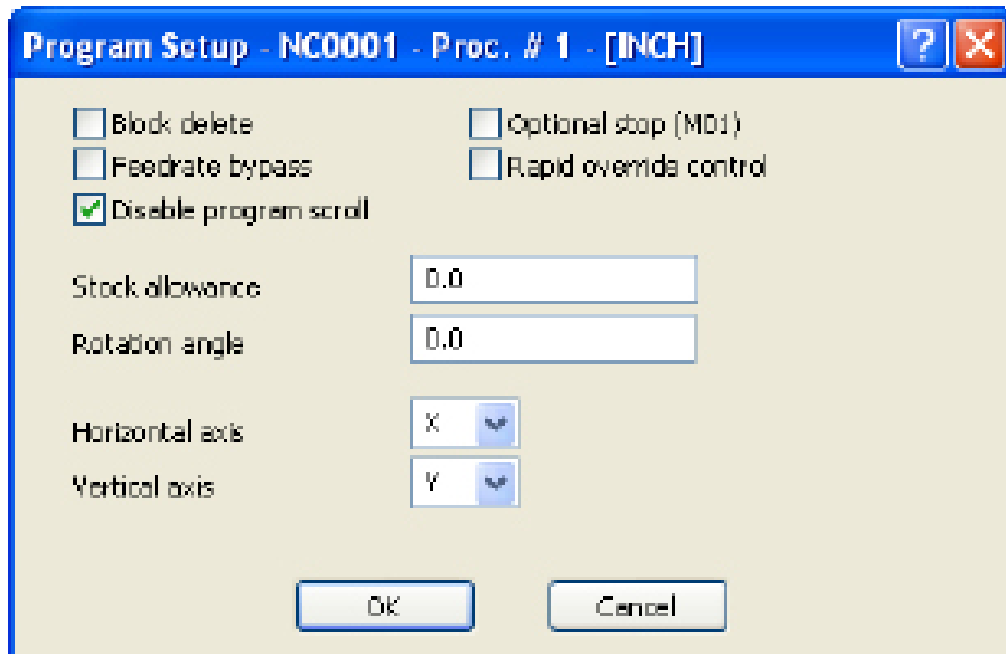 Program Setup - NC0001 - Proc. # 1 - [INCH]
Block delete
Optional stop (M01)
Feedrate bypass
Rapid override control
Disable program scroll
Stock allowance 0.0
Rotation angle 0.0
Horizontal axis X
Vertical axis Y
OK Cancel